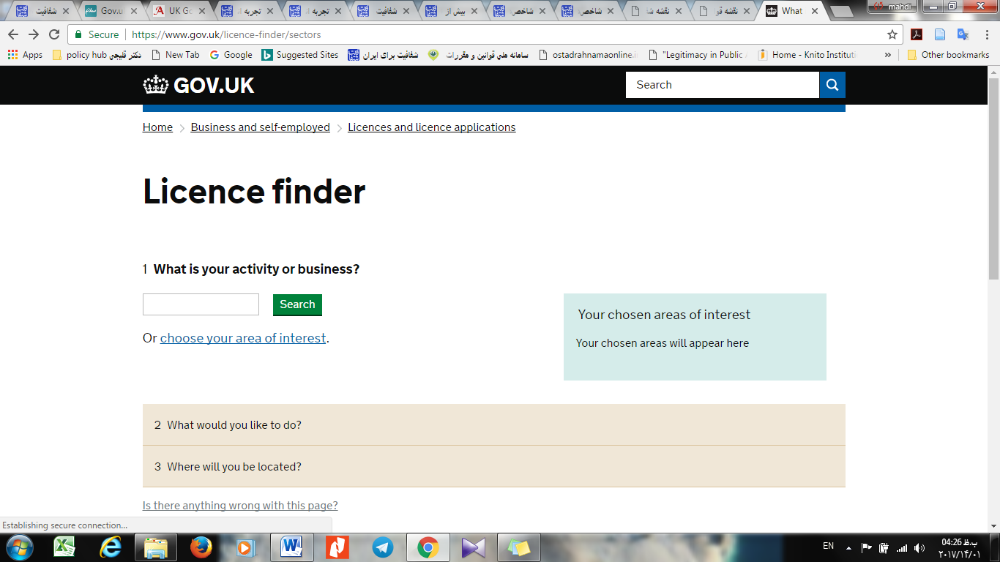 شفافیت
Gov.u
UK Go
تجربه ا
تجربه ا
شفافیت
بیش از
شاخص
شاخص
نقشه شه
نقشه فو
What
mahdi
Secure
https://www.gov.uk/licence-finder/sectors
Apps
policy hub دکتر قلیچی
New Tab
Google
Suggested Sites
شفافیت برای ایران
سامانه ملی قوانین و مقررات
ostadrahnamaonline.i
"Legitimacy in Public
Home - Knito Institut
»
Other bookmarks
GOV.UK
Search
Home > Business and self-employed > Licences and licence applications
Licence finder
1 What is your activity or business?
Search
Or choose your area of interest.
Your chosen areas of interest
Your chosen areas will appear here
2 What would you like to do?
3 Where will you be located?
Is there anything wrong with this page?
Establishing secure connection...
EN
04:26 ب.ظ
۲۰۱۷/۱۴/۰۱